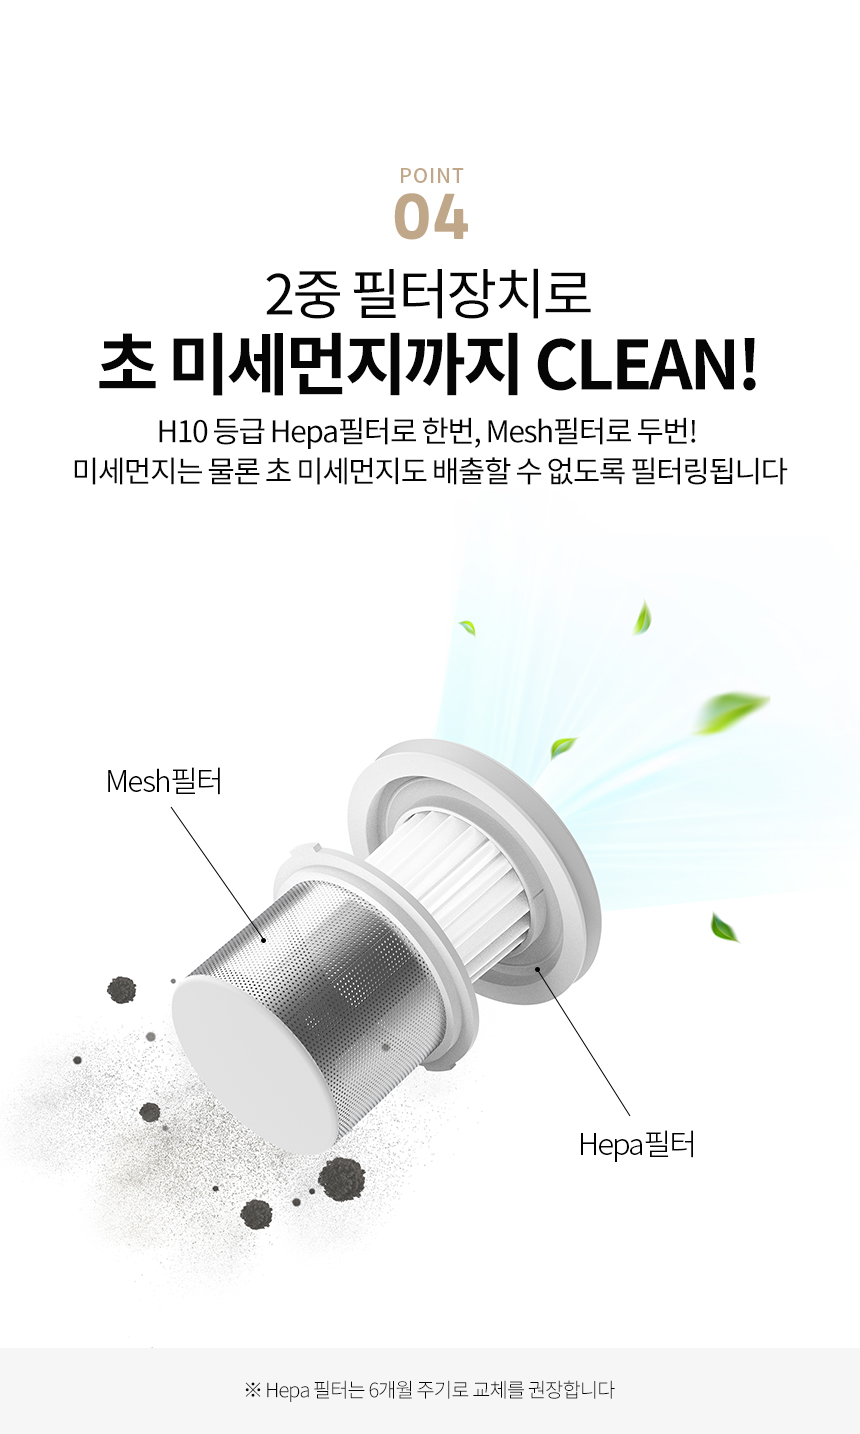 POINT
04
2중 필터장치로
초 미세먼지까지 CLEAN!
H10 등급 Hepa필터로 한번, Mesh필터로 두번!
미세먼지는 물론 초 미세먼지도 배출할 수 없도록 필터링됩니다
Mesh필터
Hepa필터
※ Hepa 필터는 6개월 주기로 교체를 권장합니다